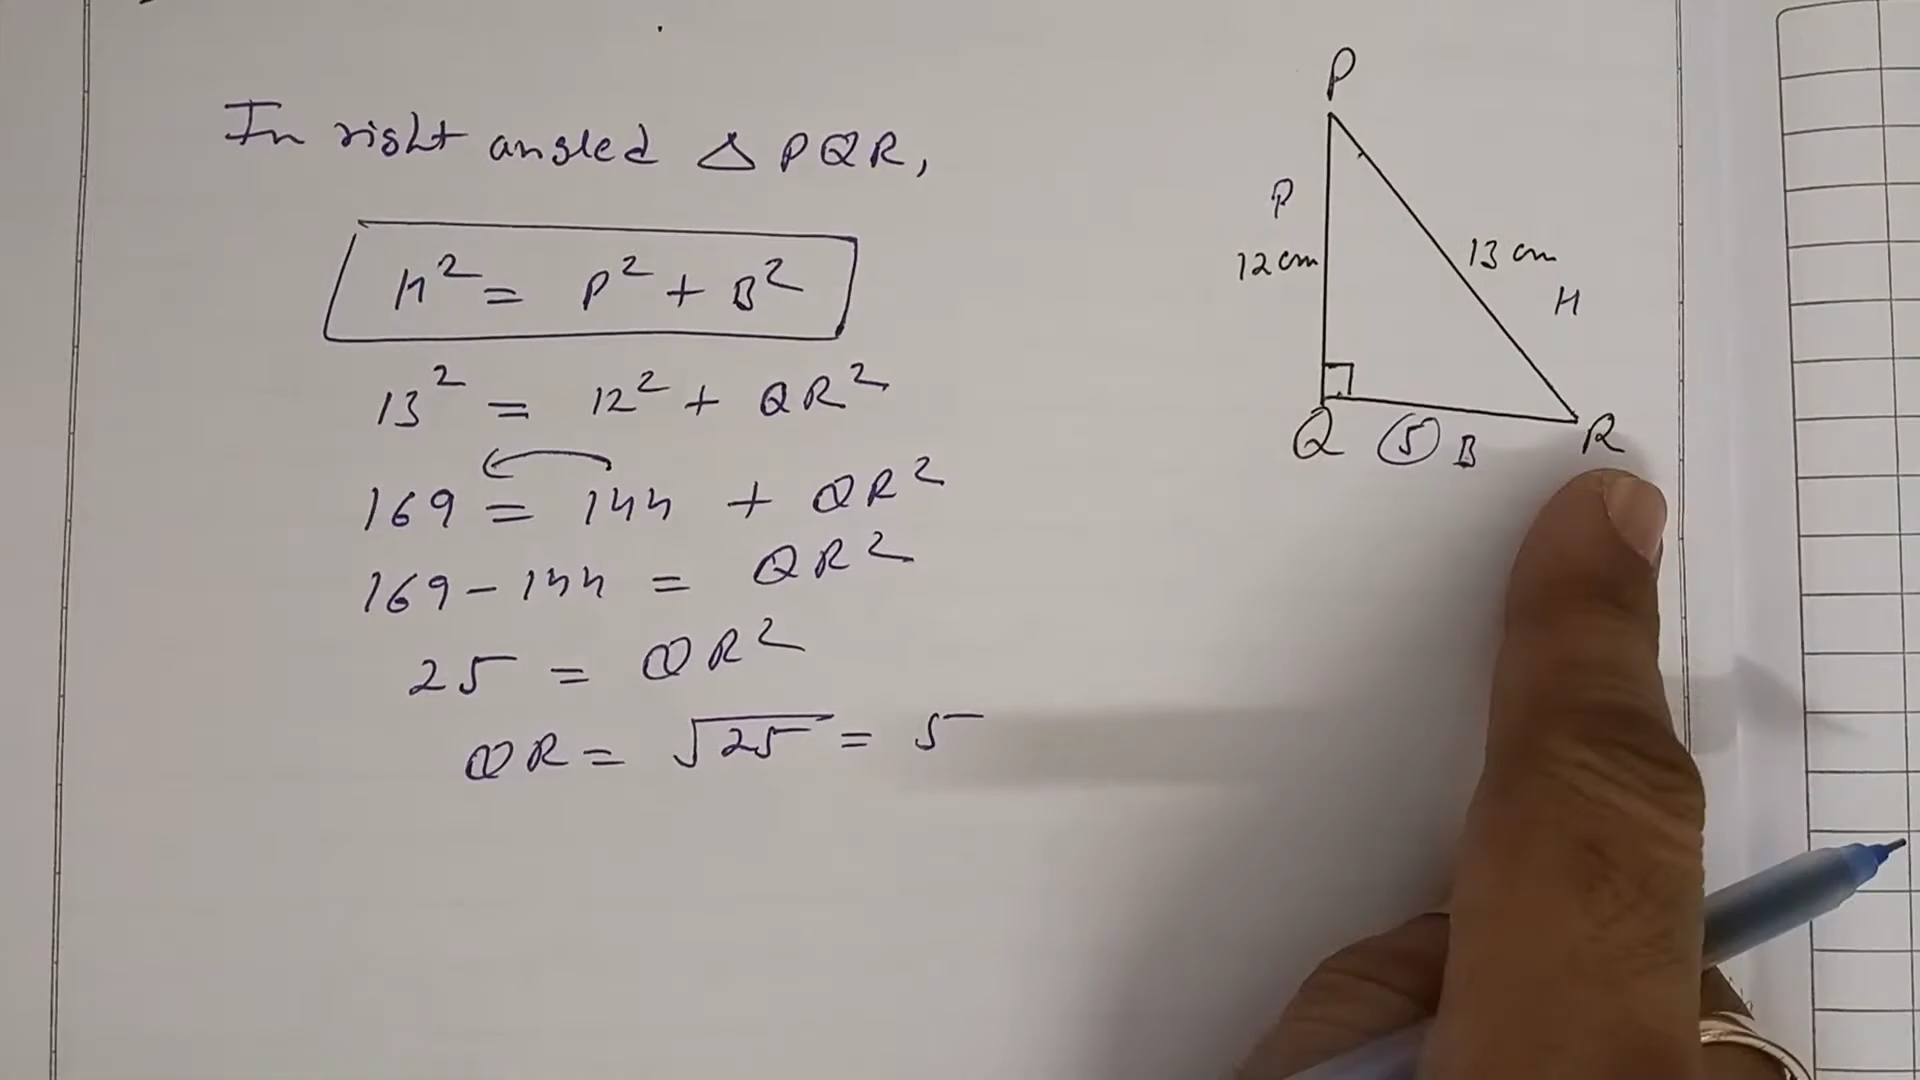 In right angled △ PQR,
H² = P² + B²
13² = 12² + QR²
169 = 144 + QR²
169 - 144 = QR²
25 = QR²
QR = √25 = 5
P
P
12 cm
13 cm
H
Q 5 B R